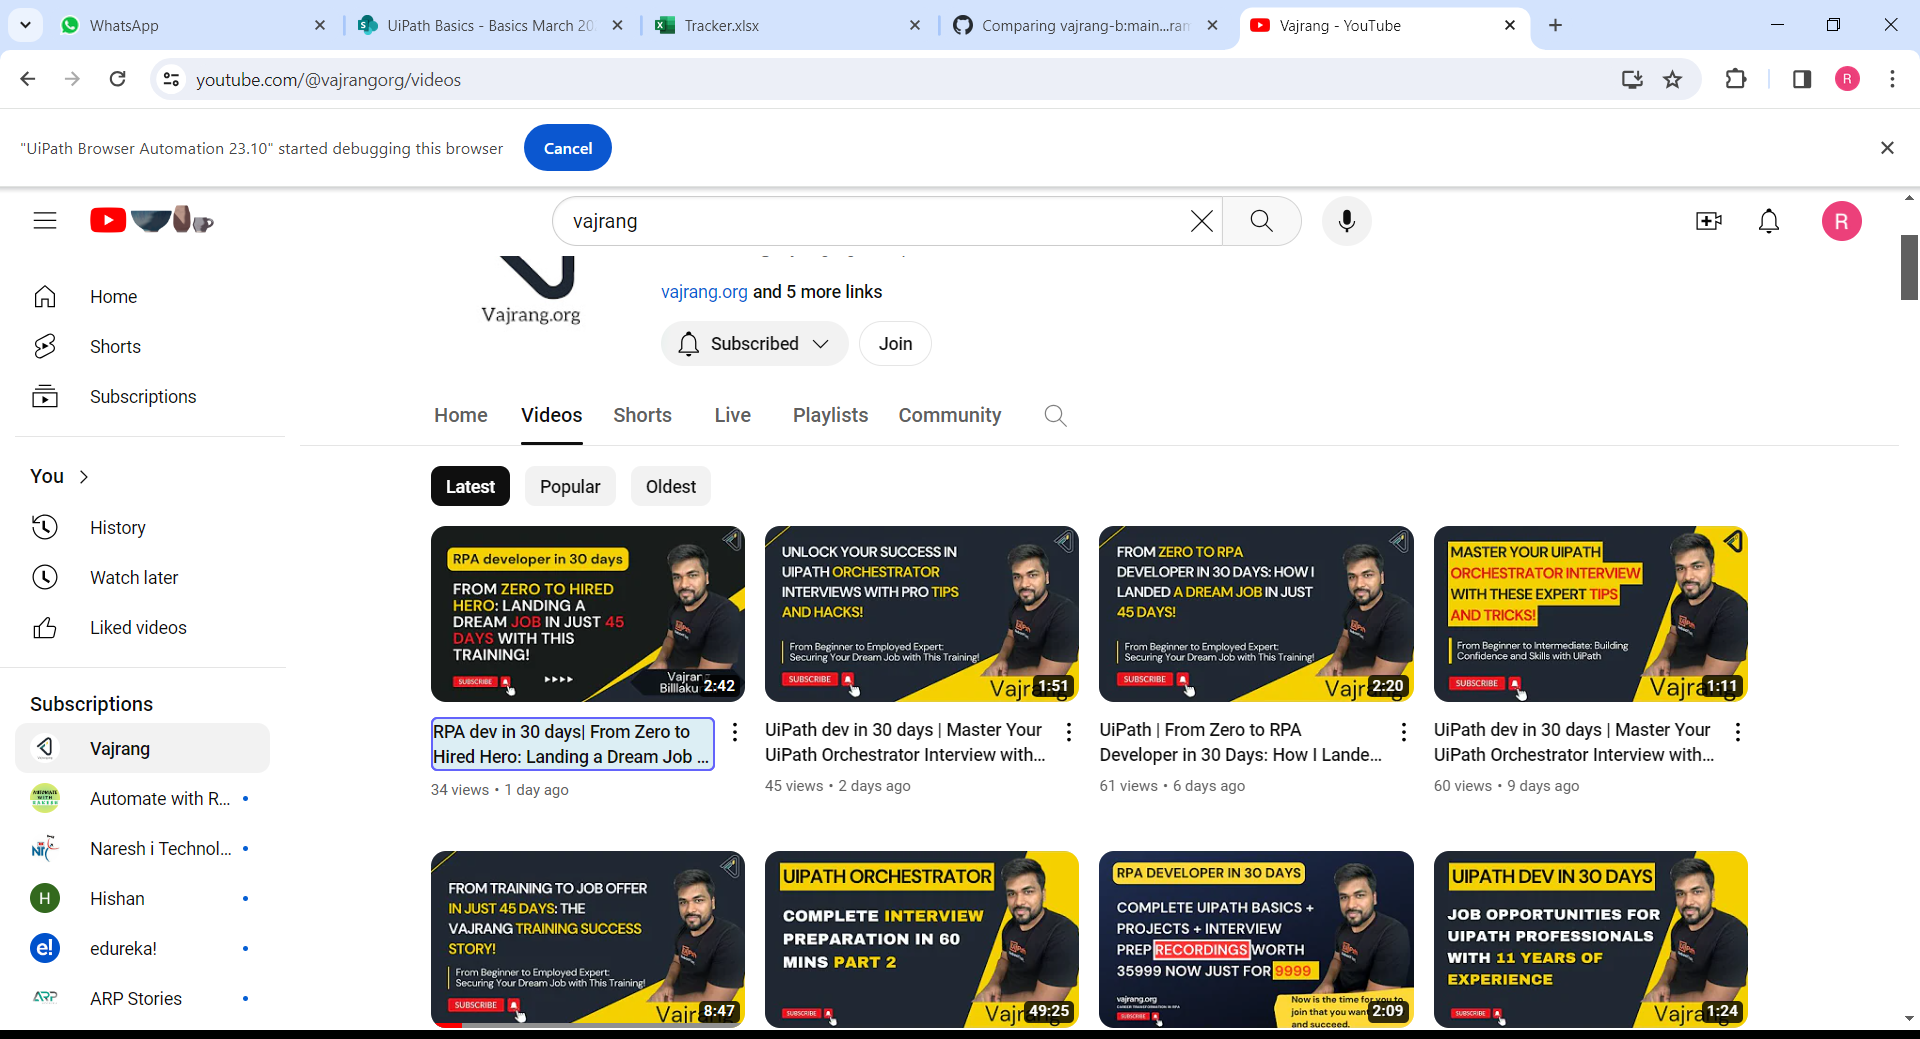 WhatsApp
UiPath Basics - Basics March 20
Tracker.xlsx
Comparing vajrang-b:main...ran
Vajrang - YouTube
youtube.com/@vajrangorg/videos
R
"UiPath Browser Automation 23.10" started debugging this browser
Cancel
vajrang
R
Vajrang.org
vajrang.org and 5 more links
Subscribed
Join
Home
Shorts
Subscriptions
You
History
Watch later
Liked videos
Subscriptions
Vajrang
Automate with R...
Naresh i Technol...
H
Hishan
e!
edureka!
ARP
ARP Stories
Home
Videos
Shorts
Live
Playlists
Community
Latest
Popular
Oldest
RPA developer in 30 days
FROM ZERO TO HIRED
HERO: LANDING A
DREAM JOB IN JUST 45
DAYS WITH THIS
TRAINING!
SUBSCRIBE
Vajrang
Billlaku
2:42
RPA dev in 30 days| From Zero to
Hired Hero: Landing a Dream Job ...
34 views • 1 day ago
UNLOCK YOUR SUCCESS IN
UIPATH ORCHESTRATOR
INTERVIEWS WITH PRO TIPS
AND HACKS!
From Beginner to Employed Expert:
Securing Your Dream Job with This Training!
SUBSCRIBE
Vajrang
1:51
UiPath dev in 30 days | Master Your
UiPath Orchestrator Interview with...
45 views • 2 days ago
FROM ZERO TO RPA
DEVELOPER IN 30 DAYS: HOW I
LANDED A DREAM JOB IN JUST
45 DAYS!
From Beginner to Employed Expert:
Securing Your Dream Job with This Training!
SUBSCRIBE
Vajrang
2:20
UiPath | From Zero to RPA
Developer in 30 Days: How I Lande...
61 views • 6 days ago
MASTER YOUR UIPATH
ORCHESTRATOR INTERVIEW
WITH THESE EXPERT TIPS
AND TRICKS!
From Beginner to Intermediate: Building
Confidence and Skills with UiPath
SUBSCRIBE
Vajrang
1:11
UiPath dev in 30 days | Master Your
UiPath Orchestrator Interview with...
60 views • 9 days ago
FROM TRAINING TO JOB OFFER
IN JUST 45 DAYS: THE
VAJRANG TRAINING SUCCESS
STORY!
From Beginner to Employed Expert:
Securing Your Dream Job with This Training!
SUBSCRIBE
Vajrang
8:47
UIPATH ORCHESTRATOR
COMPLETE INTERVIEW
PREPARATION IN 60
MINS PART 2
SUBSCRIBE
Vajrang
49:25
RPA DEVELOPER IN 30 DAYS
COMPLETE UIPATH BASICS +
PROJECTS + INTERVIEW
PREP RECORDINGS WORTH
35999 NOW JUST FOR 9999
vajrang.org
SUBSCRIBE
Now is the time for you to
join that you want
and succeed.
2:09
UIPATH DEV IN 30 DAYS
JOB OPPORTUNITIES FOR
UIPATH PROFESSIONALS
WITH 11 YEARS OF
EXPERIENCE
SUBSCRIBE
Vajrang
1:24